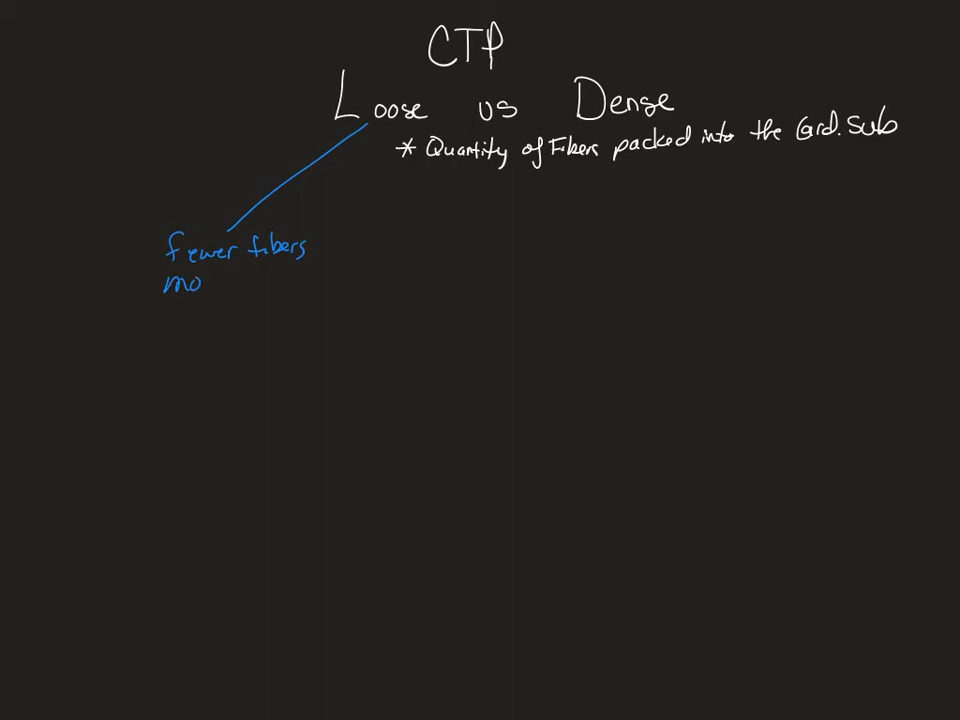 CTP
Loose vs Dense
* Quantity of Fibers packed into the Grd. Sub
fewer fibers
mo